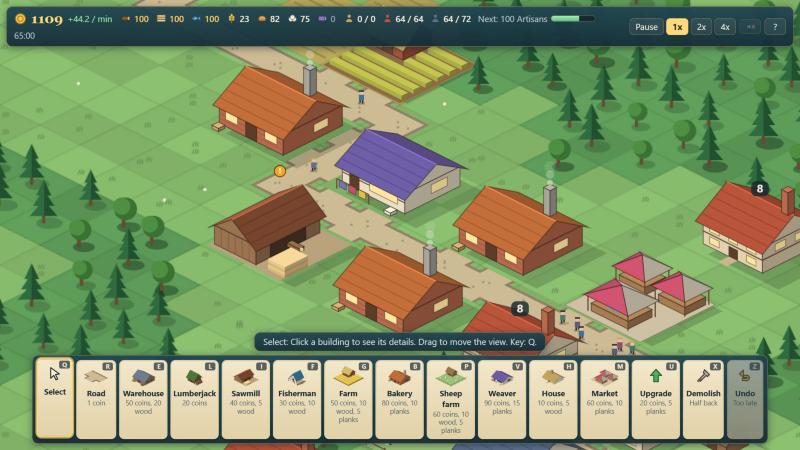 1109 +44.2 / min 100 100 100 23 82 75 0 0 / 0 64 / 64 64 / 72 Next: 100 Artisans
65:00
Pause 1x 2x 4x ?
8
8
Select: Click a building to see its details. Drag to move the view. Key: Q.
Q
Select
R
Road
1 coin
E
Warehouse
50 coins, 20
wood
L
Lumberjack
20 coins
I
Sawmill
40 coins, 5
wood
F
Fisherman
30 coins, 10
wood
G
Farm
50 coins, 10
wood, 5
planks
B
Bakery
80 coins, 10
planks
P
Sheep
farm
60 coins, 10
wood, 5
planks
V
Weaver
90 coins, 15
planks
H
House
10 coins, 5
wood
M
Market
60 coins, 10
planks
U
Upgrade
20 coins, 5
planks
X
Demolish
Half back
Z
Undo
Too late